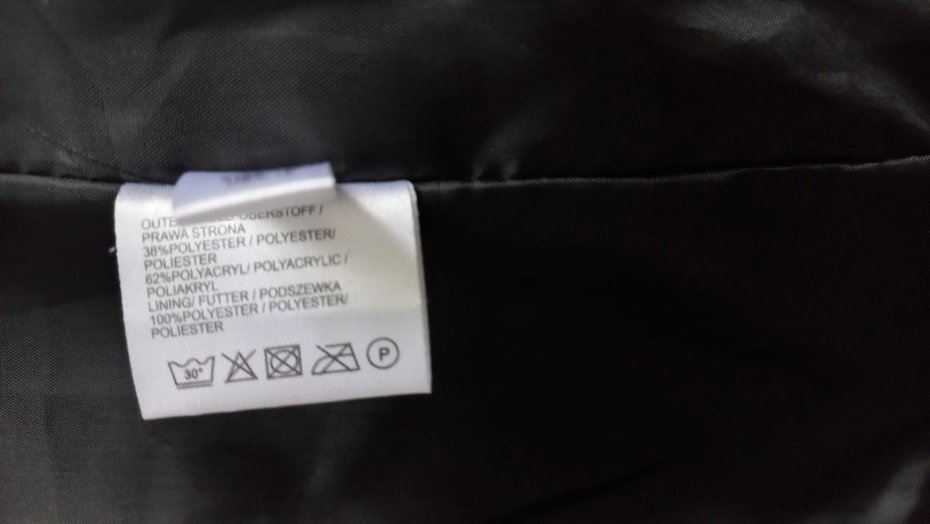 OUTE OBERSTOFF /
PRAWA STRONA
38%POLYESTER / POLYESTER/
POLIESTER
62%POLYACRYL/ POLYACRYLIC /
POLIAKRYL
LINING/ FUTTER / PODSZEWKA
100%POLYESTER / POLYESTER/
POLIESTER
30° P